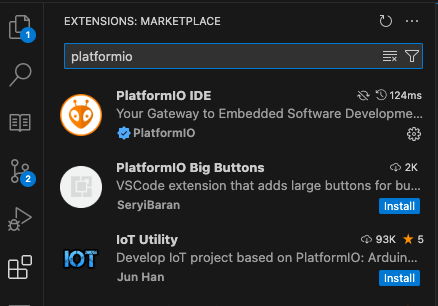 EXTENSIONS: MARKETPLACE
1
platformio
PlatformIO IDE 124ms
Your Gateway to Embedded Software Developme...
PlatformIO
2
PlatformIO Big Buttons 2K
VSCode extension that adds large buttons for bu...
SeryiBaran Install
IoT Utility 93K 5
IOT
Develop IoT project based on PlatformIO: Arduin...
Jun Han Install